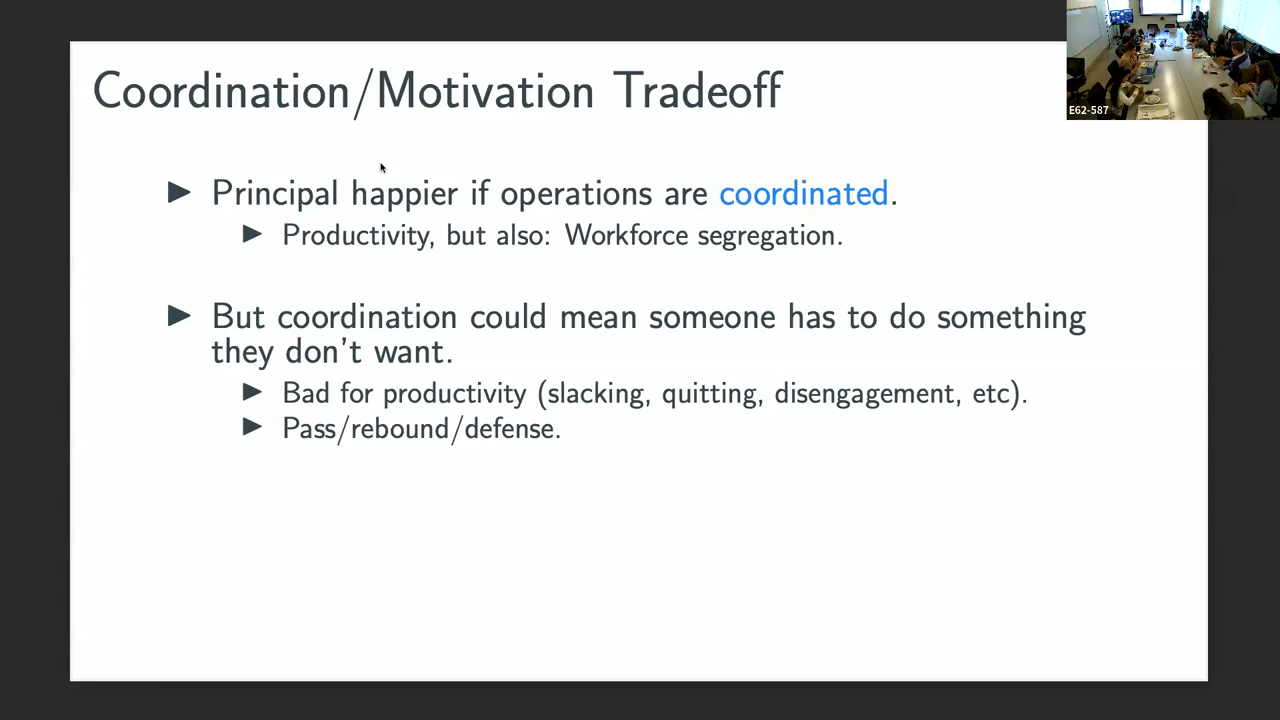 Coordination/Motivation Tradeoff
E62-587
▶ Principal happier if operations are coordinated.
▶ Productivity, but also: Workforce segregation.
▶ But coordination could mean someone has to do something
they don't want.
▶ Bad for productivity (slacking, quitting, disengagement, etc).
▶ Pass/rebound/defense.